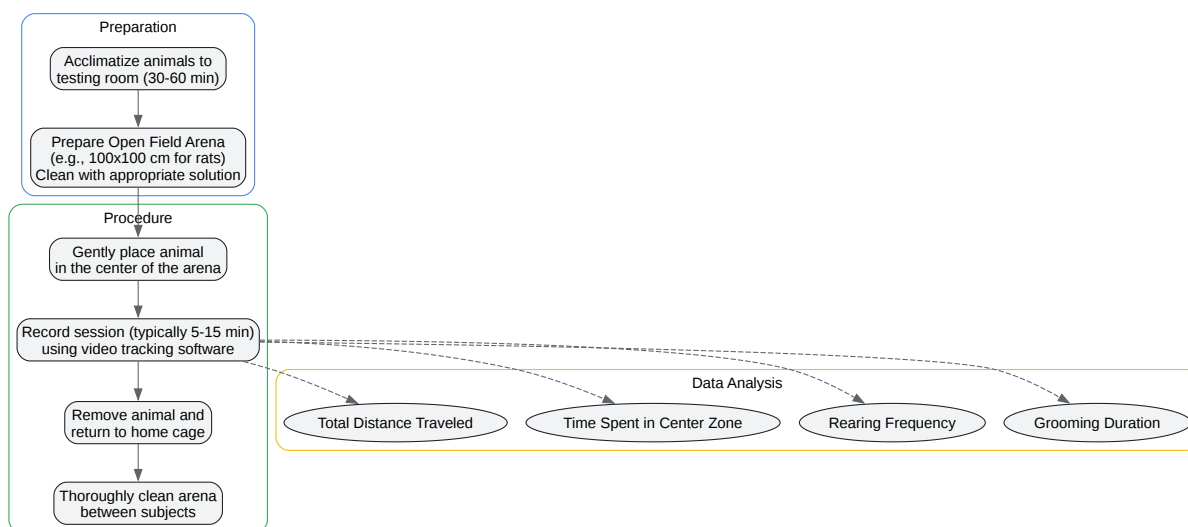 Preparation
Acclimatize animals to
testing room (30-60 min)
Prepare Open Field Arena
(e.g., 100x100 cm for rats)
Clean with appropriate solution
Procedure
Gently place animal
in the center of the arena
Record session (typically 5-15 min)
using video tracking software
Data Analysis
Total Distance Traveled
Time Spent in Center Zone
Rearing Frequency
Grooming Duration
Remove animal and
return to home cage
Thoroughly clean arena
between subjects